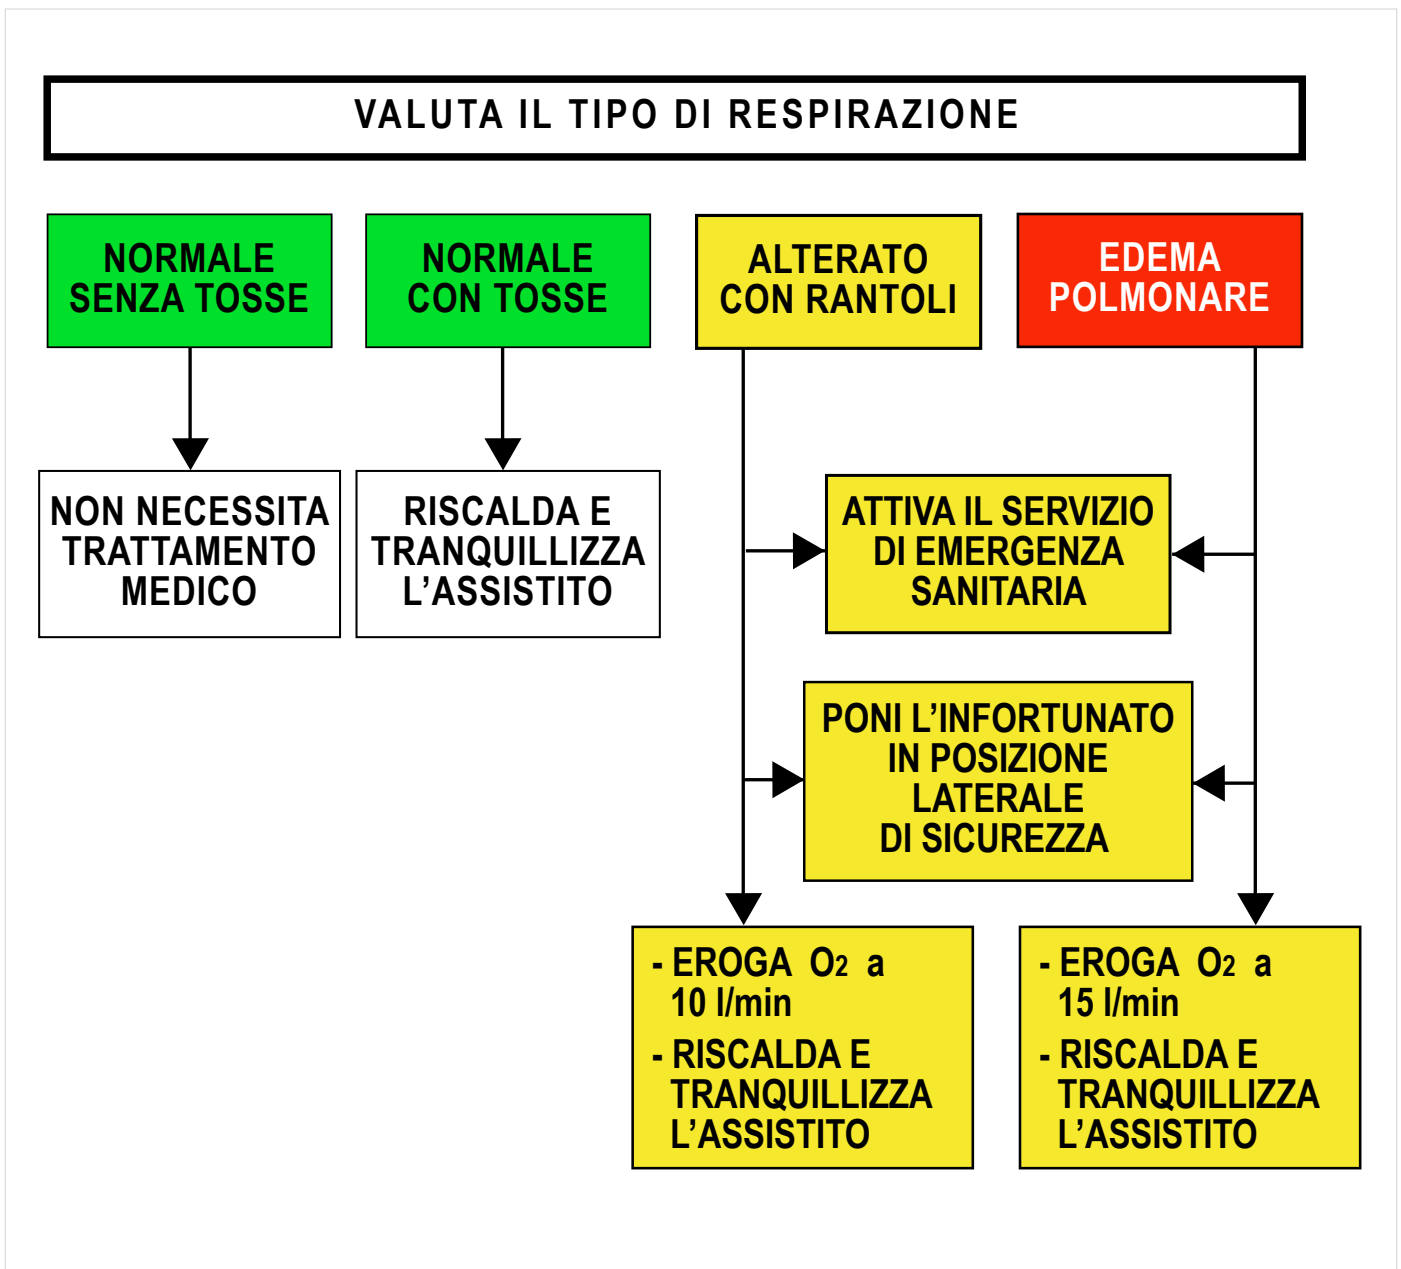 VALUTA IL TIPO DI RESPIRAZIONE
NORMALE
SENZA TOSSE
NORMALE
CON TOSSE
ALTERATO
CON RANTOLI
EDEMA
POLMONARE
NON NECESSITA
TRATTAMENTO
MEDICO
RISCALDA E
TRANQUILLIZZA
L’ASSISTITO
ATTIVA IL SERVIZIO
DI EMERGENZA
SANITARIA
PONI L’INFORTUNATO
IN POSIZIONE
LATERALE
DI SICUREZZA
- EROGA O2 a
10 l/min
- RISCALDA E
TRANQUILLIZZA
L’ASSISTITO
- EROGA O2 a
15 l/min
- RISCALDA E
TRANQUILLIZZA
L’ASSISTITO